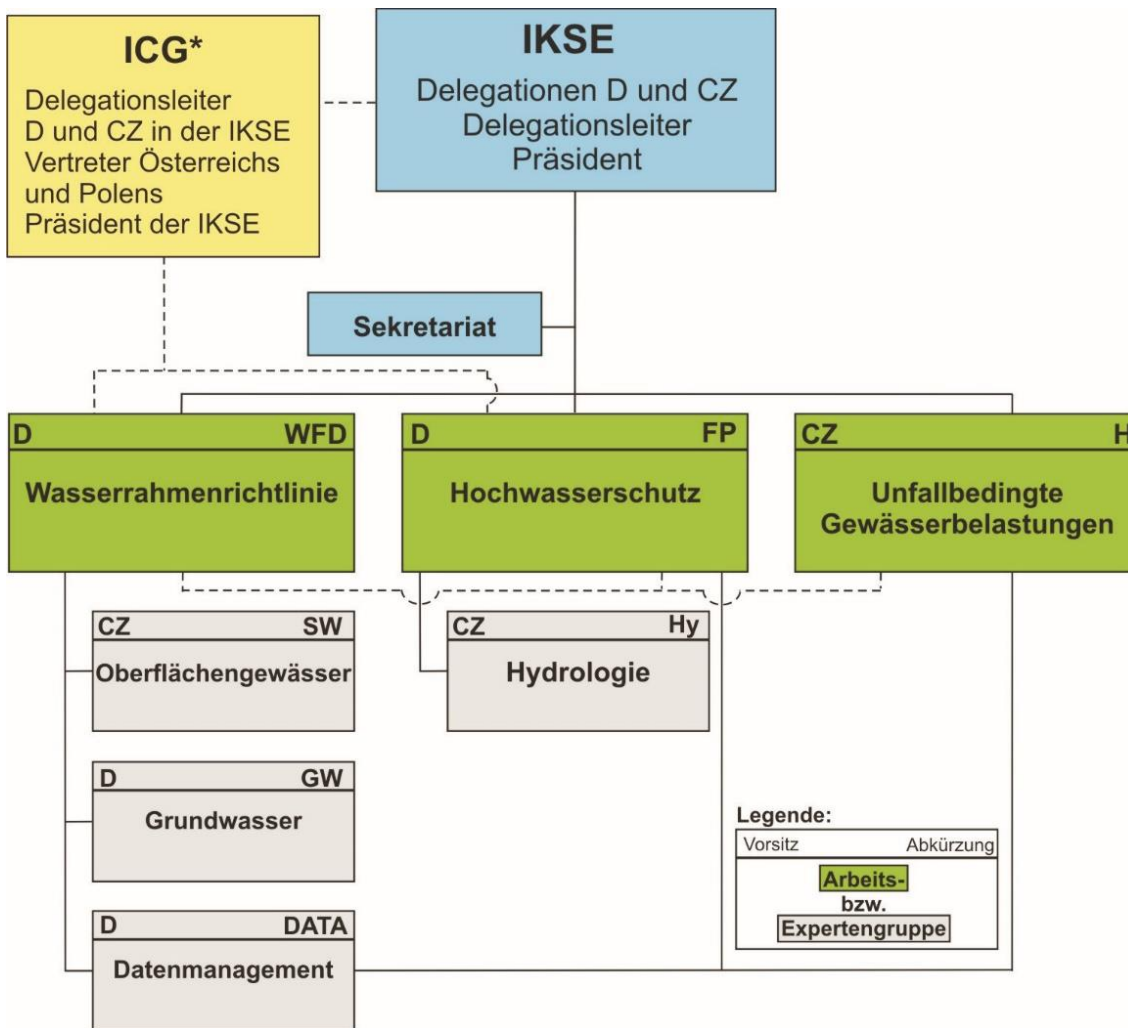 ICG*
Delegationsleiter
D und CZ in der IKSE
Vertreter Österreichs
und Polens
Präsident der IKSE
IKSE
Delegationen D und CZ
Delegationsleiter
Präsident
Sekretariat
D WFD
Wasserrahmenrichtlinie
D FP
Hochwasserschutz
CZ H
Unfallbedingte
Gewässerbelastungen
CZ SW
Oberflächengewässer
CZ Hy
Hydrologie
D GW
Grundwasser
D DATA
Datenmanagement
Legende:
Vorsitz Abkürzung
Arbeits-
bzw.
Expertengruppe